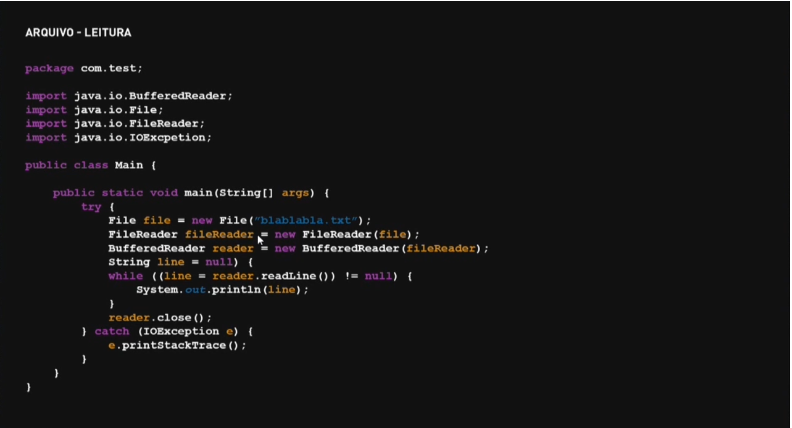 ARQUIVO - LEITURA
package com.test;
import java.io.BufferedReader;
import java.io.File;
import java.io.FileReader;
import java.io.IOExcpetion;
public class Main {
public static void main(String[] args) {
try {
File file = new File("blablabla.txt");
FileReader fileReader = new FileReader(file);
BufferedReader reader = new BufferedReader(fileReader);
String line = null) {
while ((line = reader.readLine()) != null) {
System.out.println(line);
}
reader.close();
} catch (IOException e) {
e.printStackTrace();
}
}
}